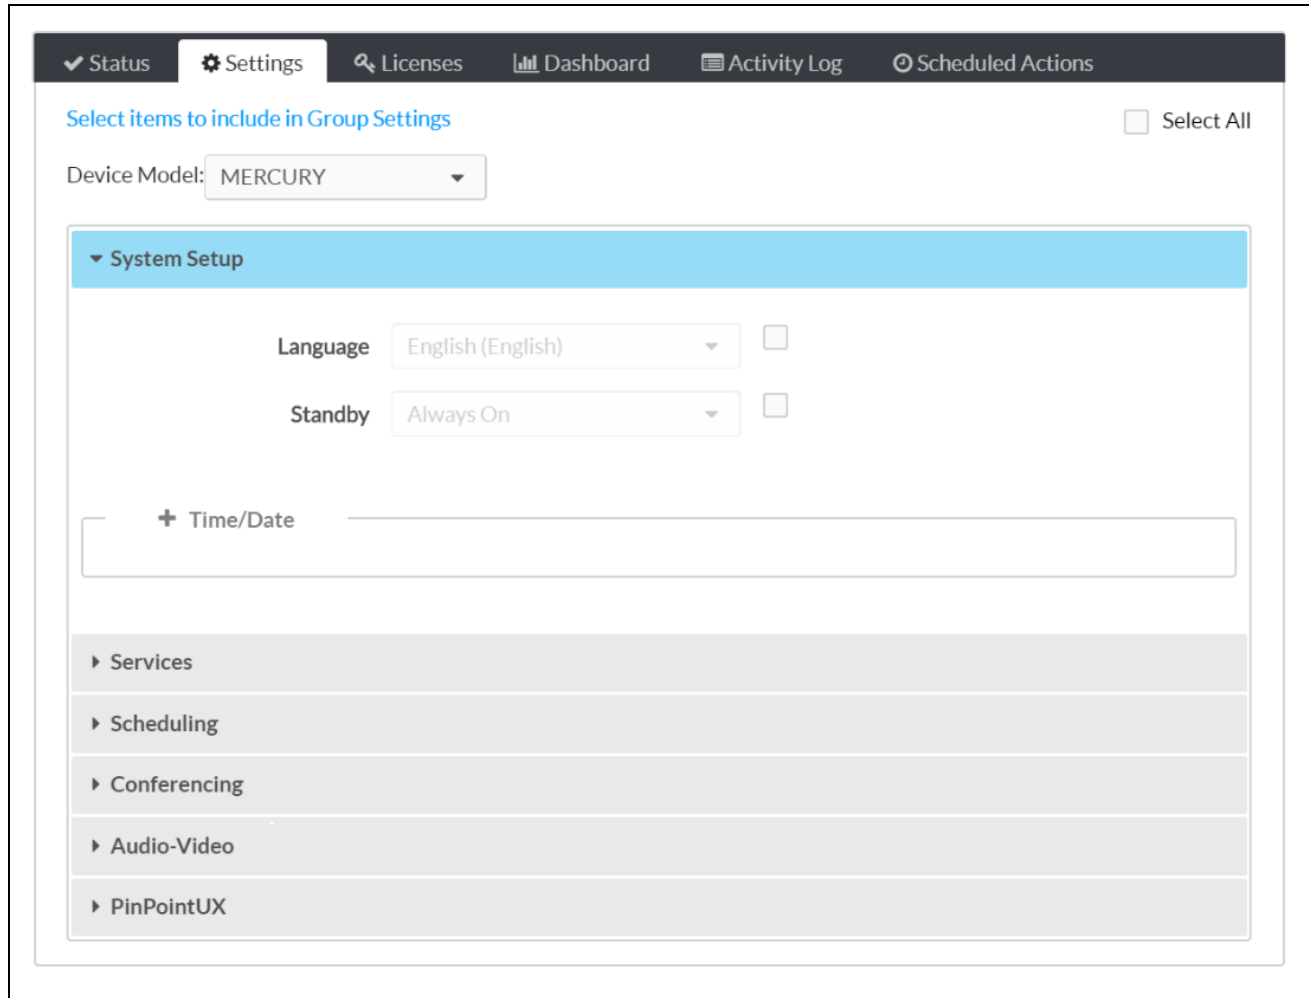 Status Settings Licenses Dashboard Activity Log Scheduled Actions
Select items to include in Group Settings Select All
Device Model: MERCURY
System Setup
Language English (English)
Standby Always On
Time/Date
Services
Scheduling
Conferencing
Audio-Video
PinPointUX